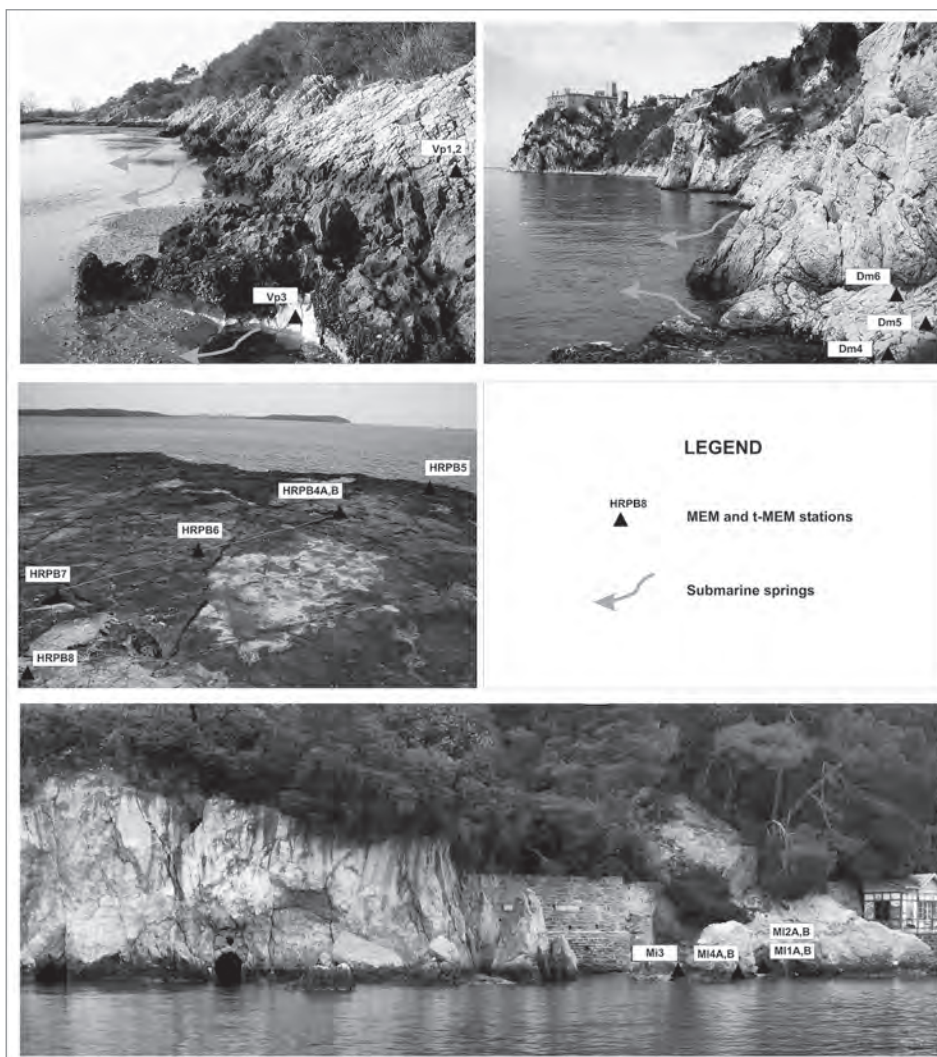 Vp1,2
Vp3
Dm6
Dm5
Dm4
HRPB5
HRPB4A,B
HRPB6
HRPB7
HRPB8
LEGEND
HRPB8
MEM and t-MEM stations
Submarine springs
MI2A,B
Mi3
MI4A,B
MI1A,B